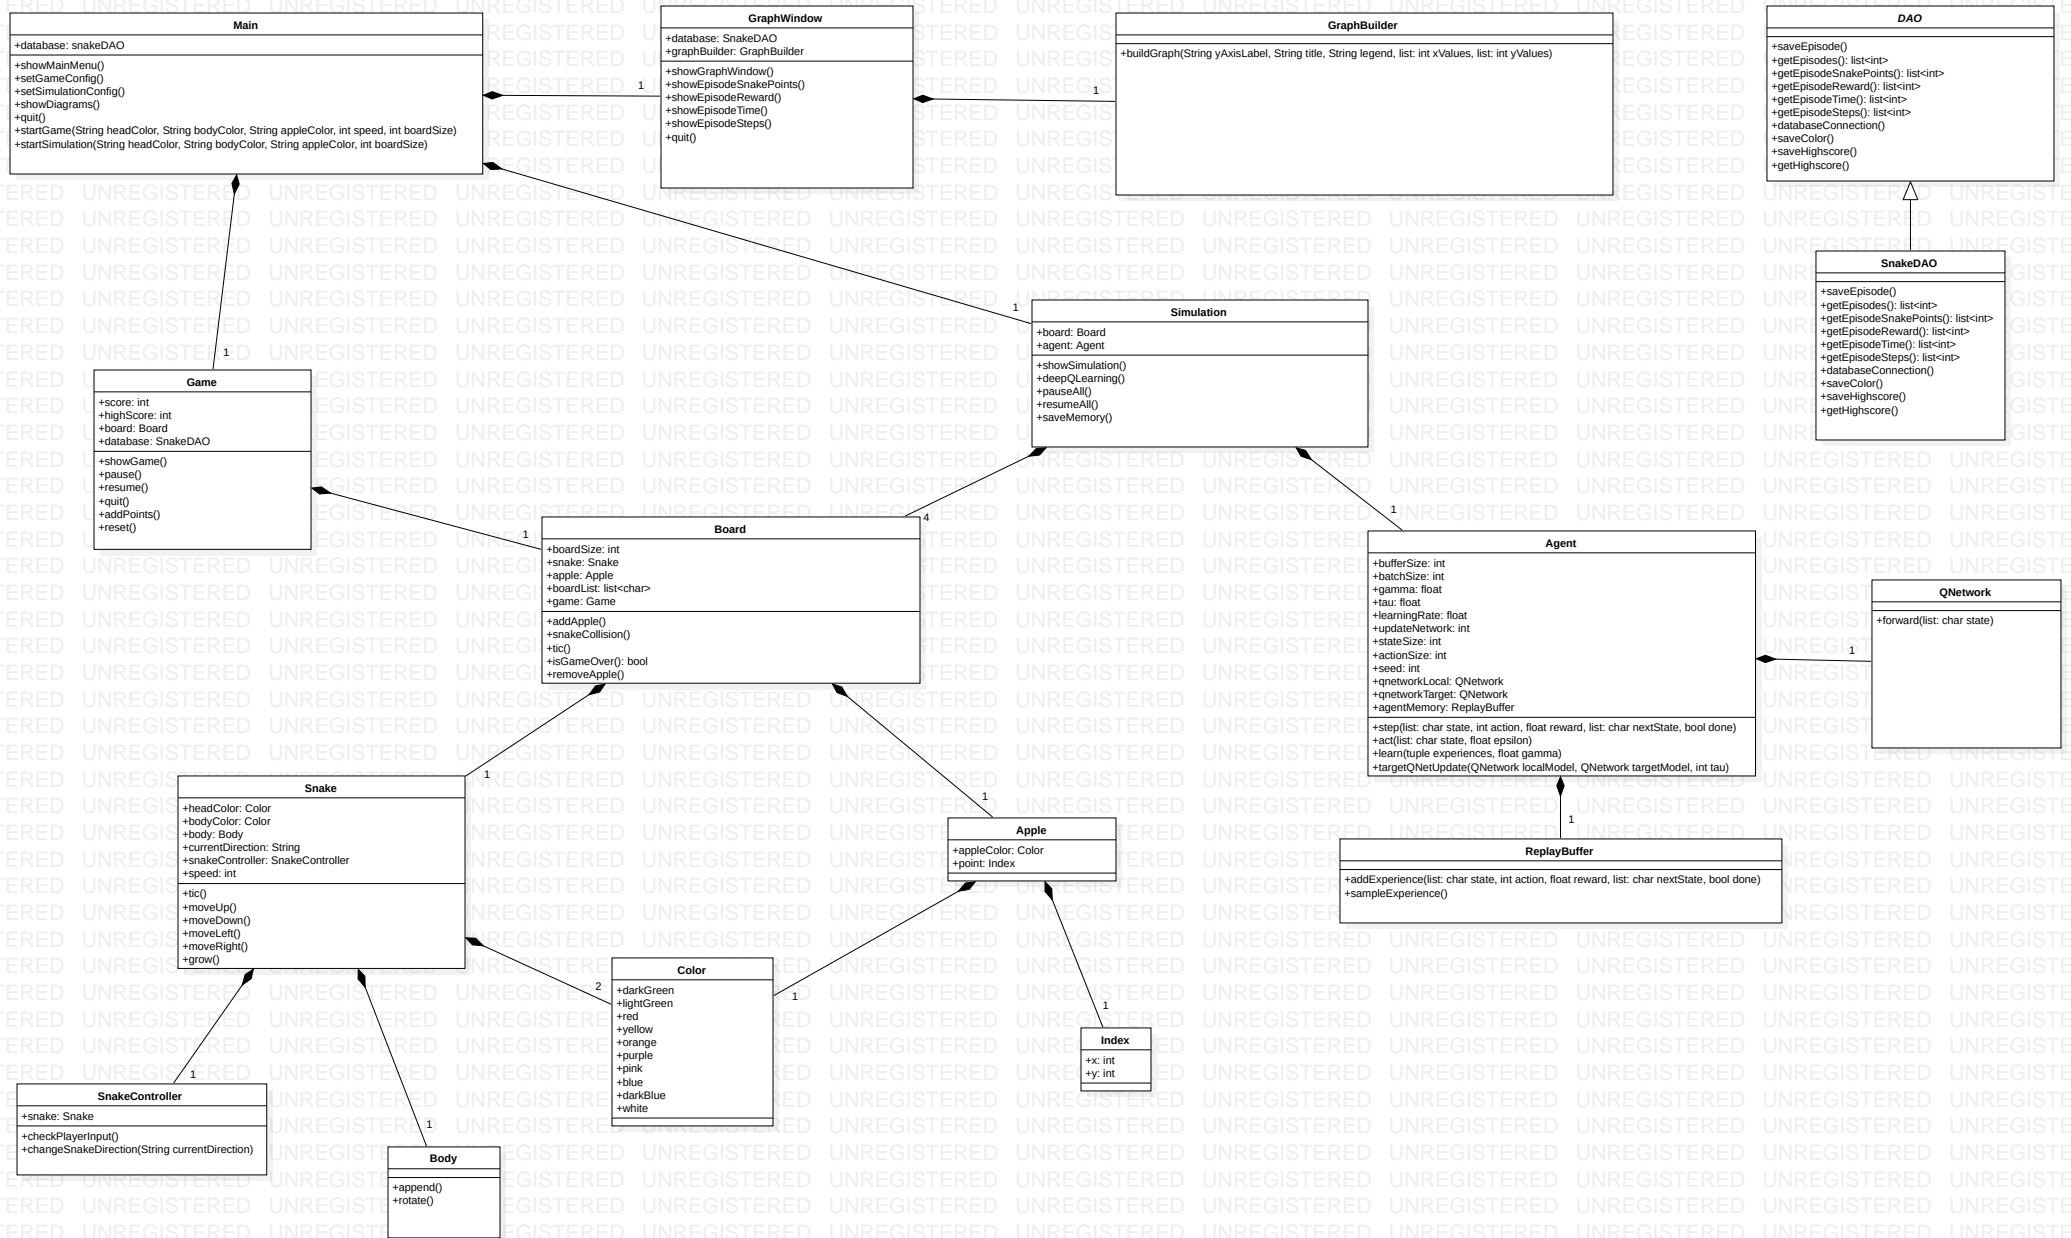 Main
+database: snakeDAO
+showMainMenu()
+setGameConfig()
+setSimulationConfig()
+showDiagrams()
+quit()
+startGame(String headColor, String bodyColor, String appleColor, int speed, int boardSize)
+startSimulation(String headColor, String bodyColor, String appleColor, int boardSize)
1
GraphWindow
+database: SnakeDAO
+graphBuilder: GraphBuilder
+showGraphWindow()
+showEpisodeSnakePoints()
+showEpisodeReward()
+showEpisodeTime()
+showEpisodeSteps()
+quit()
1
GraphBuilder
+buildGraph(String yAxisLabel, String title, String legend, list: int xValues, list: int yValues)
DAO
+saveEpisode()
+getEpisodes(): list<int>
+getEpisodeSnakePoints(): list<int>
+getEpisodeReward(): list<int>
+getEpisodeTime(): list<int>
+getEpisodeSteps(): list<int>
+databaseConnection()
+saveColor()
+saveHighscore()
+getHighscore()
SnakeDAO
+saveEpisode()
+getEpisodes(): list<int>
+getEpisodeSnakePoints(): list<int>
+getEpisodeReward(): list<int>
+getEpisodeTime(): list<int>
+getEpisodeSteps(): list<int>
+databaseConnection()
+saveColor()
+saveHighscore()
+getHighscore()
1
Simulation
+board: Board
+agent: Agent
+showSimulation()
+deepQLearning()
+pauseAll()
+resumeAll()
+saveMemory()
1
Game
+score: int
+highScore: int
+board: Board
+database: SnakeDAO
+showGame()
+pause()
+resume()
+quit()
+addPoints()
+reset()
1
4
Board
+boardSize: int
+snake: Snake
+apple: Apple
+boardList: list<char>
+game: Game
+addApple()
+snakeCollision()
+tic()
+isGameOver(): bool
+removeApple()
1
Agent
+bufferSize: int
+batchSize: int
+gamma: float
+tau: float
+learningRate: float
+updateNetwork: int
+stateSize: int
+actionSize: int
+seed: int
+qnetworkLocal: QNetwork
+qnetworkTarget: QNetwork
+agentMemory: ReplayBuffer
+step(list: char state, int action, float reward, list: char nextState, bool done)
+act(list: char state, float epsilon)
+learn(tuple experiences, float gamma)
+targetQNetUpdate(QNetwork localModel, QNetwork targetModel, int tau)
1
QNetwork
+forward(list: char state)
1
ReplayBuffer
+addExperience(list: char state, int action, float reward, list: char nextState, bool done)
+sampleExperience()
1
Snake
+headColor: Color
+bodyColor: Color
+body: Body
+currentDirection: String
+snakeController: SnakeController
+speed: int
+tic()
+moveUp()
+moveDown()
+moveLeft()
+moveRight()
+grow()
1
Apple
+appleColor: Color
+point: Index
2
1
Color
+darkGreen
+lightGreen
+red
+yellow
+orange
+purple
+pink
+blue
+darkBlue
+white
1
Index
+x: int
+y: int
1
SnakeController
+snake: Snake
+checkPlayerInput()
+changeSnakeDirection(String currentDirection)
1
Body
+append()
+rotate()
UNREGISTERED